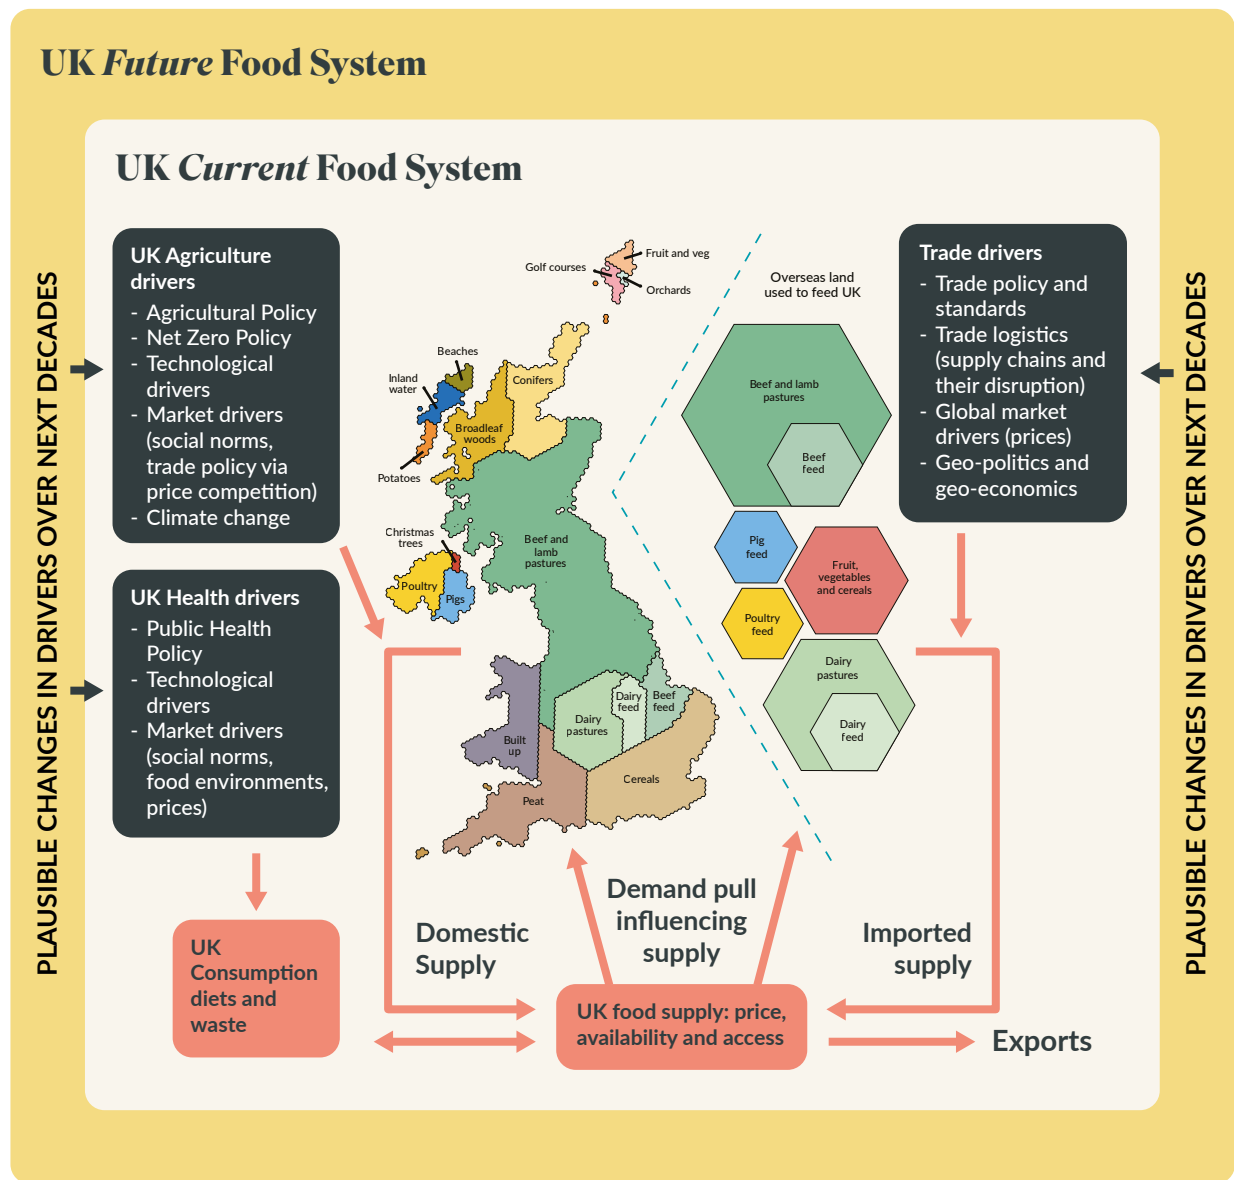 UK Future Food System
UK Current Food System
PLAUSIBLE CHANGES IN DRIVERS OVER NEXT DECADES
UK Agriculture
drivers
- Agricultural Policy
- Net Zero Policy
- Technological
drivers
- Market drivers
(social norms,
trade policy via
price competition)
- Climate change
UK Health drivers
- Public Health
Policy
- Technological
drivers
- Market drivers
(social norms,
food environments,
prices)
UK
Consumption
diets and
waste
Fruit and veg
Golf courses
Orchards
Beaches
Inland
water
Conifers
Broadleaf
woods
Potatoes
Christmas
trees
Beef and
lamb
pastures
Poultry
Pigs
Built
up
Dairy
pastures
Dairy
feed
Beef
feed
Cereals
Peat
Overseas land
used to feed UK
Beef and lamb
pastures
Beef
feed
Pig
feed
Fruit,
vegetables
and cereals
Poultry
feed
Dairy
pastures
Dairy
feed
Trade drivers
- Trade policy and
standards
- Trade logistics
(supply chains and
their disruption)
- Global market
drivers (prices)
- Geo-politics and
geo-economics
PLAUSIBLE CHANGES IN DRIVERS OVER NEXT DECADES
Domestic
Supply
Demand pull
influencing
supply
Imported
supply
UK food supply: price,
availability and access
Exports